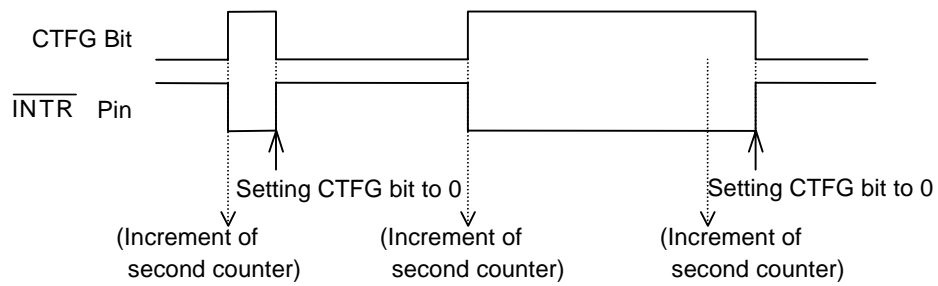 CTFG Bit
INTR Pin
Setting CTFG bit to 0
Setting CTFG bit to 0
(Increment of
second counter)
(Increment of
second counter)
(Increment of
second counter)